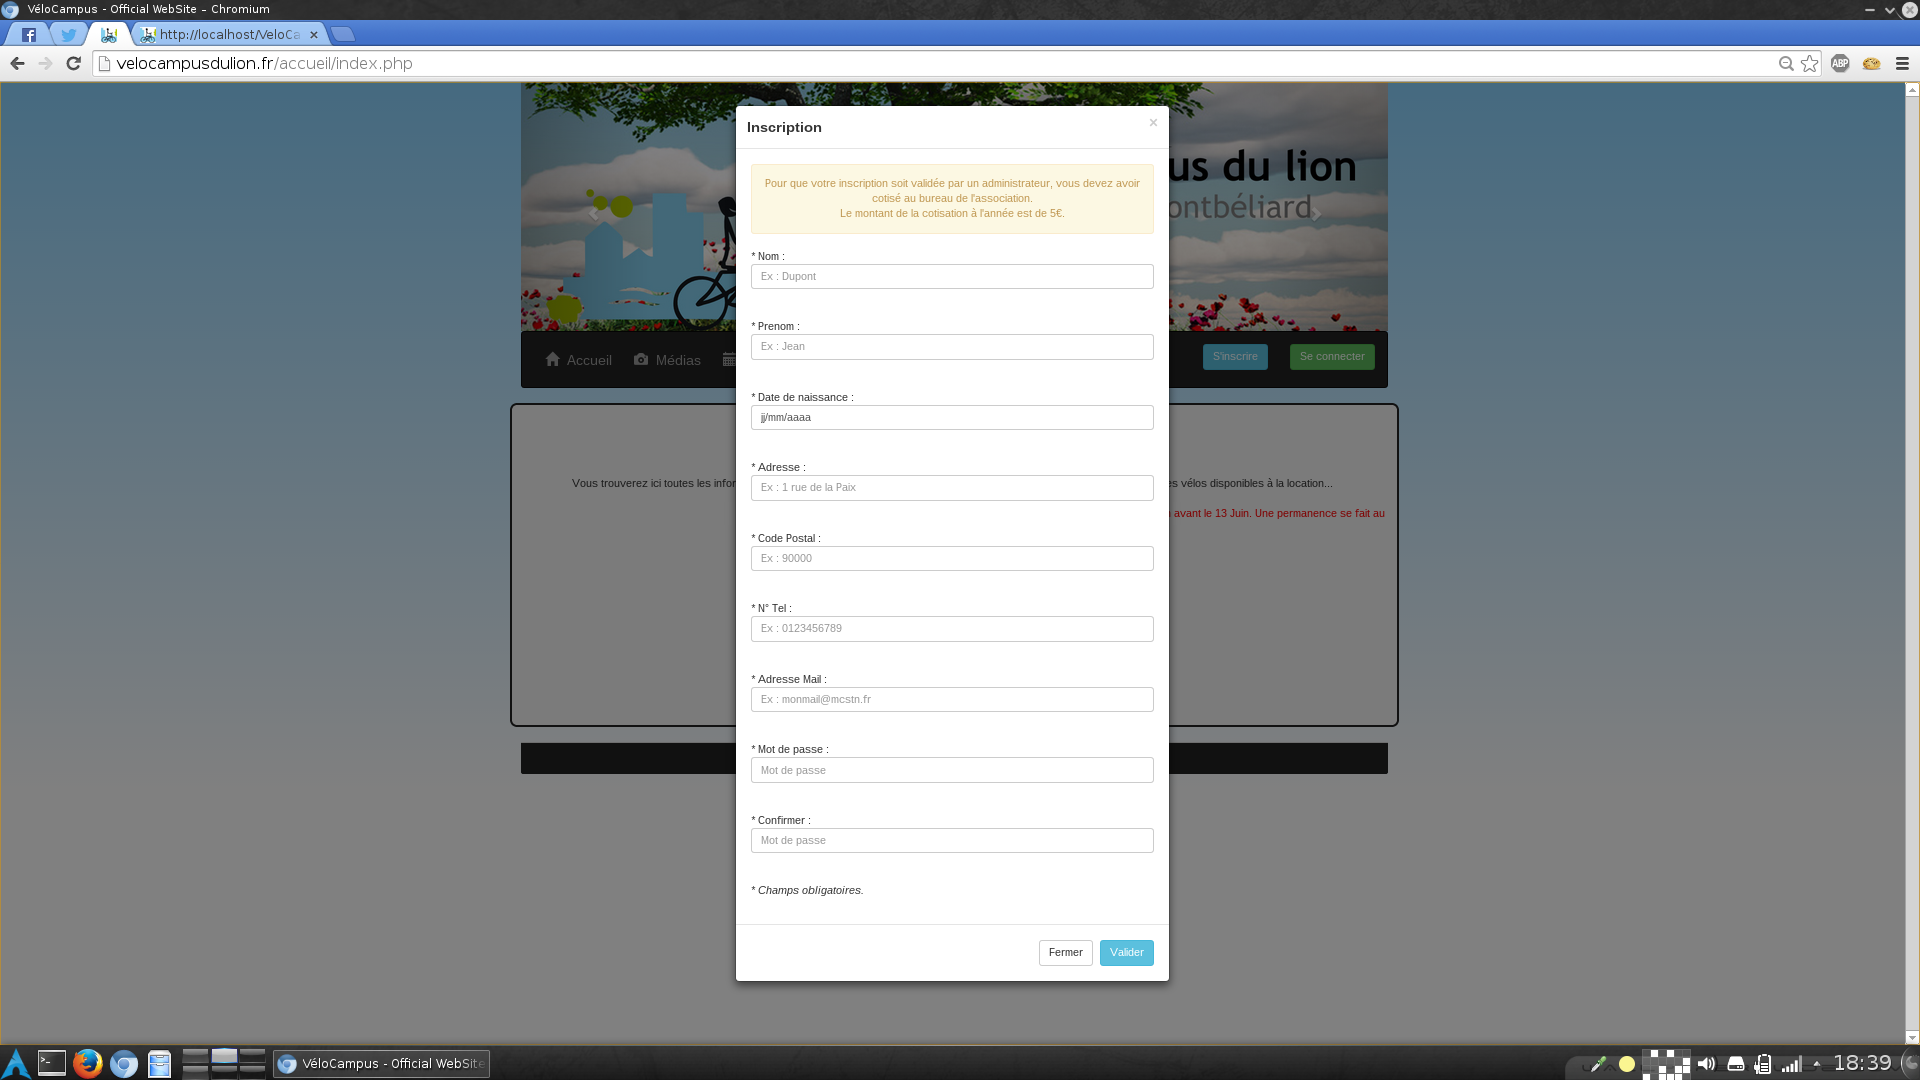 VéloCampus - Official WebSite - Chromium
http://localhost/VeloCa
velocampusdulion.fr/accueil/index.php
ABP
us du lion
ontbéliard
Inscription
×
Pour que votre inscription soit validée par un administrateur, vous devez avoir
cotisé au bureau de l'association.
Le montant de la cotisation à l'année est de 5€.
* Nom :
Ex : Dupont
* Prenom :
Ex : Jean
Accueil
Médias
S'inscrire
Se connecter
* Date de naissance :
jj/mm/aaaa
* Adresse :
Ex : 1 rue de la Paix
Vous trouverez ici toutes les infor
es vélos disponibles à la location...
avant le 13 Juin. Une permanence se fait au
* Code Postal :
Ex : 90000
* N° Tel :
Ex : 0123456789
* Adresse Mail :
Ex : monmail@mcstn.fr
* Mot de passe :
Mot de passe
* Confirmer :
Mot de passe
* Champs obligatoires.
Fermer
Valider
VéloCampus - Official WebSite
18:39